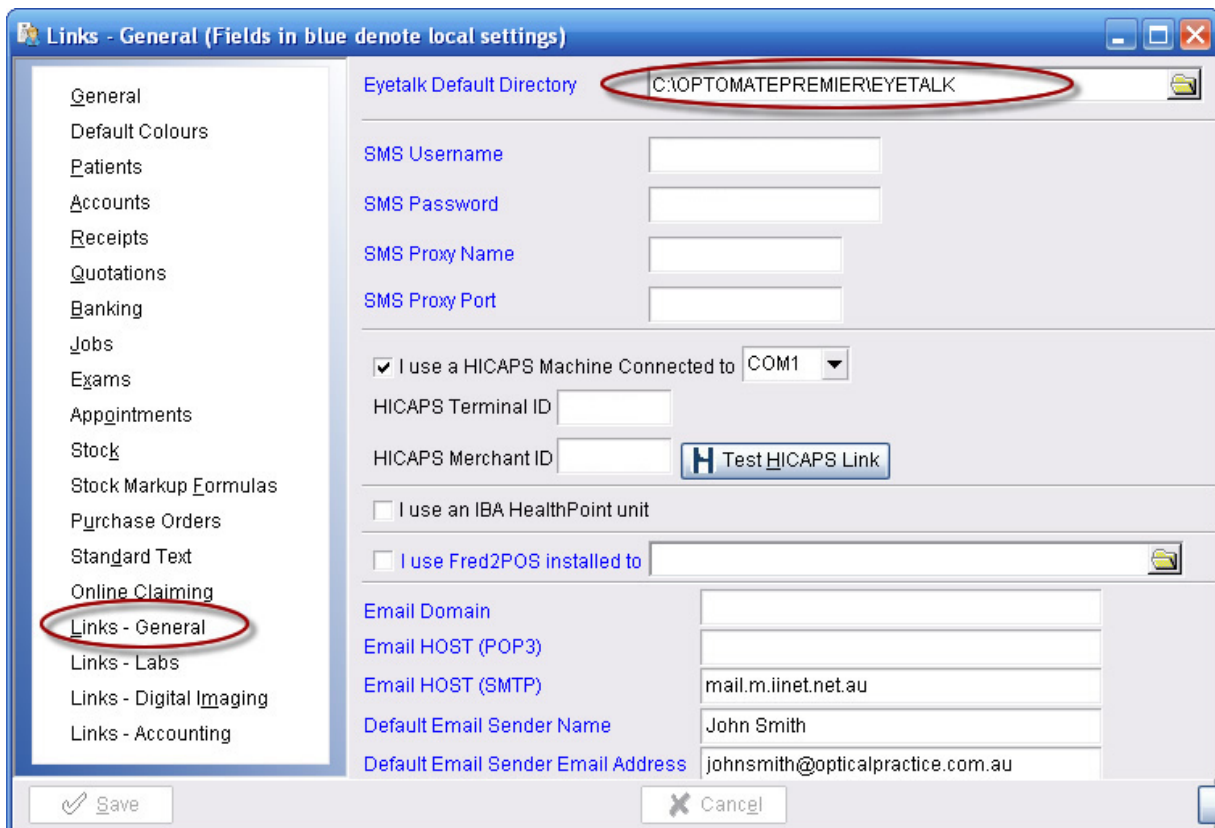 Links - General (Fields in blue denote local settings)
General
Default Colours
Patients
Accounts
Receipts
Quotations
Banking
Jobs
Exams
Appointments
Stock
Stock Markup Formulas
Purchase Orders
Standard Text
Online Claiming
Links - General
Links - Labs
Links - Digital Imaging
Links - Accounting
Eyetalk Default Directory C:\OPTOMATEPREMIER\EYETALK
SMS Username
SMS Password
SMS Proxy Name
SMS Proxy Port
I use a HICAPS Machine Connected to COM1
HICAPS Terminal ID
HICAPS Merchant ID Test HICAPS Link
I use an IBA HealthPoint unit
I use Fred2POS installed to
Email Domain
Email HOST (POP3)
Email HOST (SMTP) mail.m.iinet.net.au
Default Email Sender Name John Smith
Default Email Sender Email Address johnsmith@opticalpractice.com.au
Save Cancel